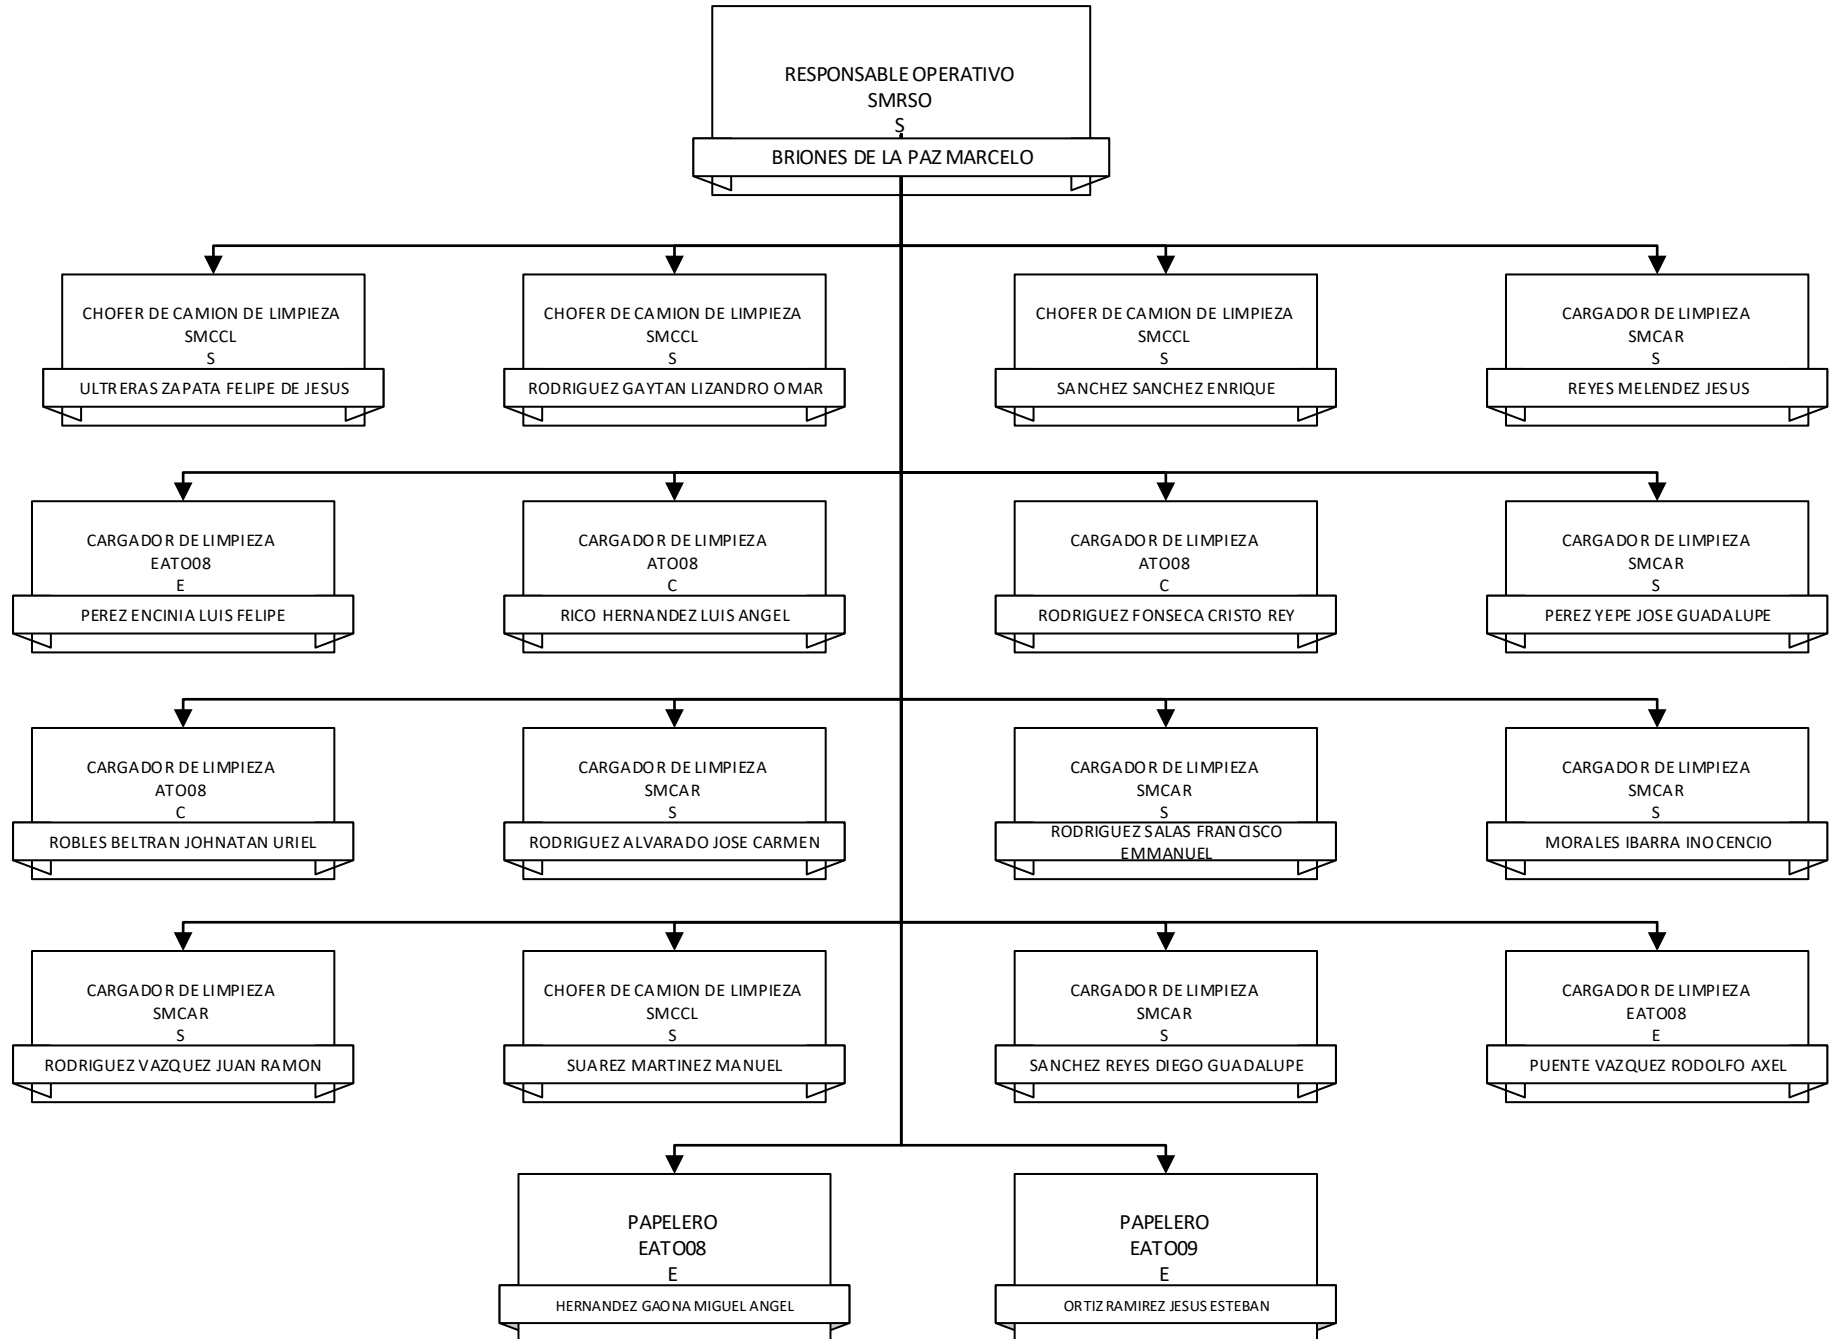 RESPONSABLE OPERATIVO
SMRSO
S
BRIONES DE LA PAZ MARCELO
CHOFER DE CAMION DE LIMPIEZA
SMCCL
S
ULTRERAS ZAPATA FELIPE DE JESUS
CHOFER DE CAMION DE LIMPIEZA
SMCCL
S
RODRIGUEZ GAYTAN LIZANDRO OMAR
CHOFER DE CAMION DE LIMPIEZA
SMCCL
S
SANCHEZ SANCHEZ ENRIQUE
CARGADOR DE LIMPIEZA
SMCAR
S
REYES MELENDEZ JESUS
CARGADOR DE LIMPIEZA
EATO08
E
PEREZ ENCINIA LUIS FELIPE
CARGADOR DE LIMPIEZA
ATO08
C
RICO HERNANDEZ LUIS ANGEL
CARGADOR DE LIMPIEZA
ATO08
C
RODRIGUEZ FONSECA CRISTO REY
CARGADOR DE LIMPIEZA
SMCAR
S
PEREZ YEPE JOSE GUADALUPE
CARGADOR DE LIMPIEZA
ATO08
C
ROBLES BELTRAN JOHNATAN URIEL
CARGADOR DE LIMPIEZA
SMCAR
S
RODRIGUEZ ALVARADO JOSE CARMEN
CARGADOR DE LIMPIEZA
SMCAR
S
RODRIGUEZ SALAS FRANCISCO
EMMANUEL
CARGADOR DE LIMPIEZA
SMCAR
S
MORALES IBARRA INOCENCIO
CARGADOR DE LIMPIEZA
SMCAR
S
RODRIGUEZ VAZQUEZ JUAN RAMON
CHOFER DE CAMION DE LIMPIEZA
SMCCL
S
SUAREZ MARTINEZ MANUEL
CARGADOR DE LIMPIEZA
SMCAR
S
SANCHEZ REYES DIEGO GUADALUPE
CARGADOR DE LIMPIEZA
EATO08
E
PUENTE VAZQUEZ RODOLFO AXEL
PAPELERO
EATO08
E
HERNANDEZ GAONA MIGUEL ANGEL
PAPELERO
EATO09
E
ORTIZ RAMIREZ JESUS ESTEBAN